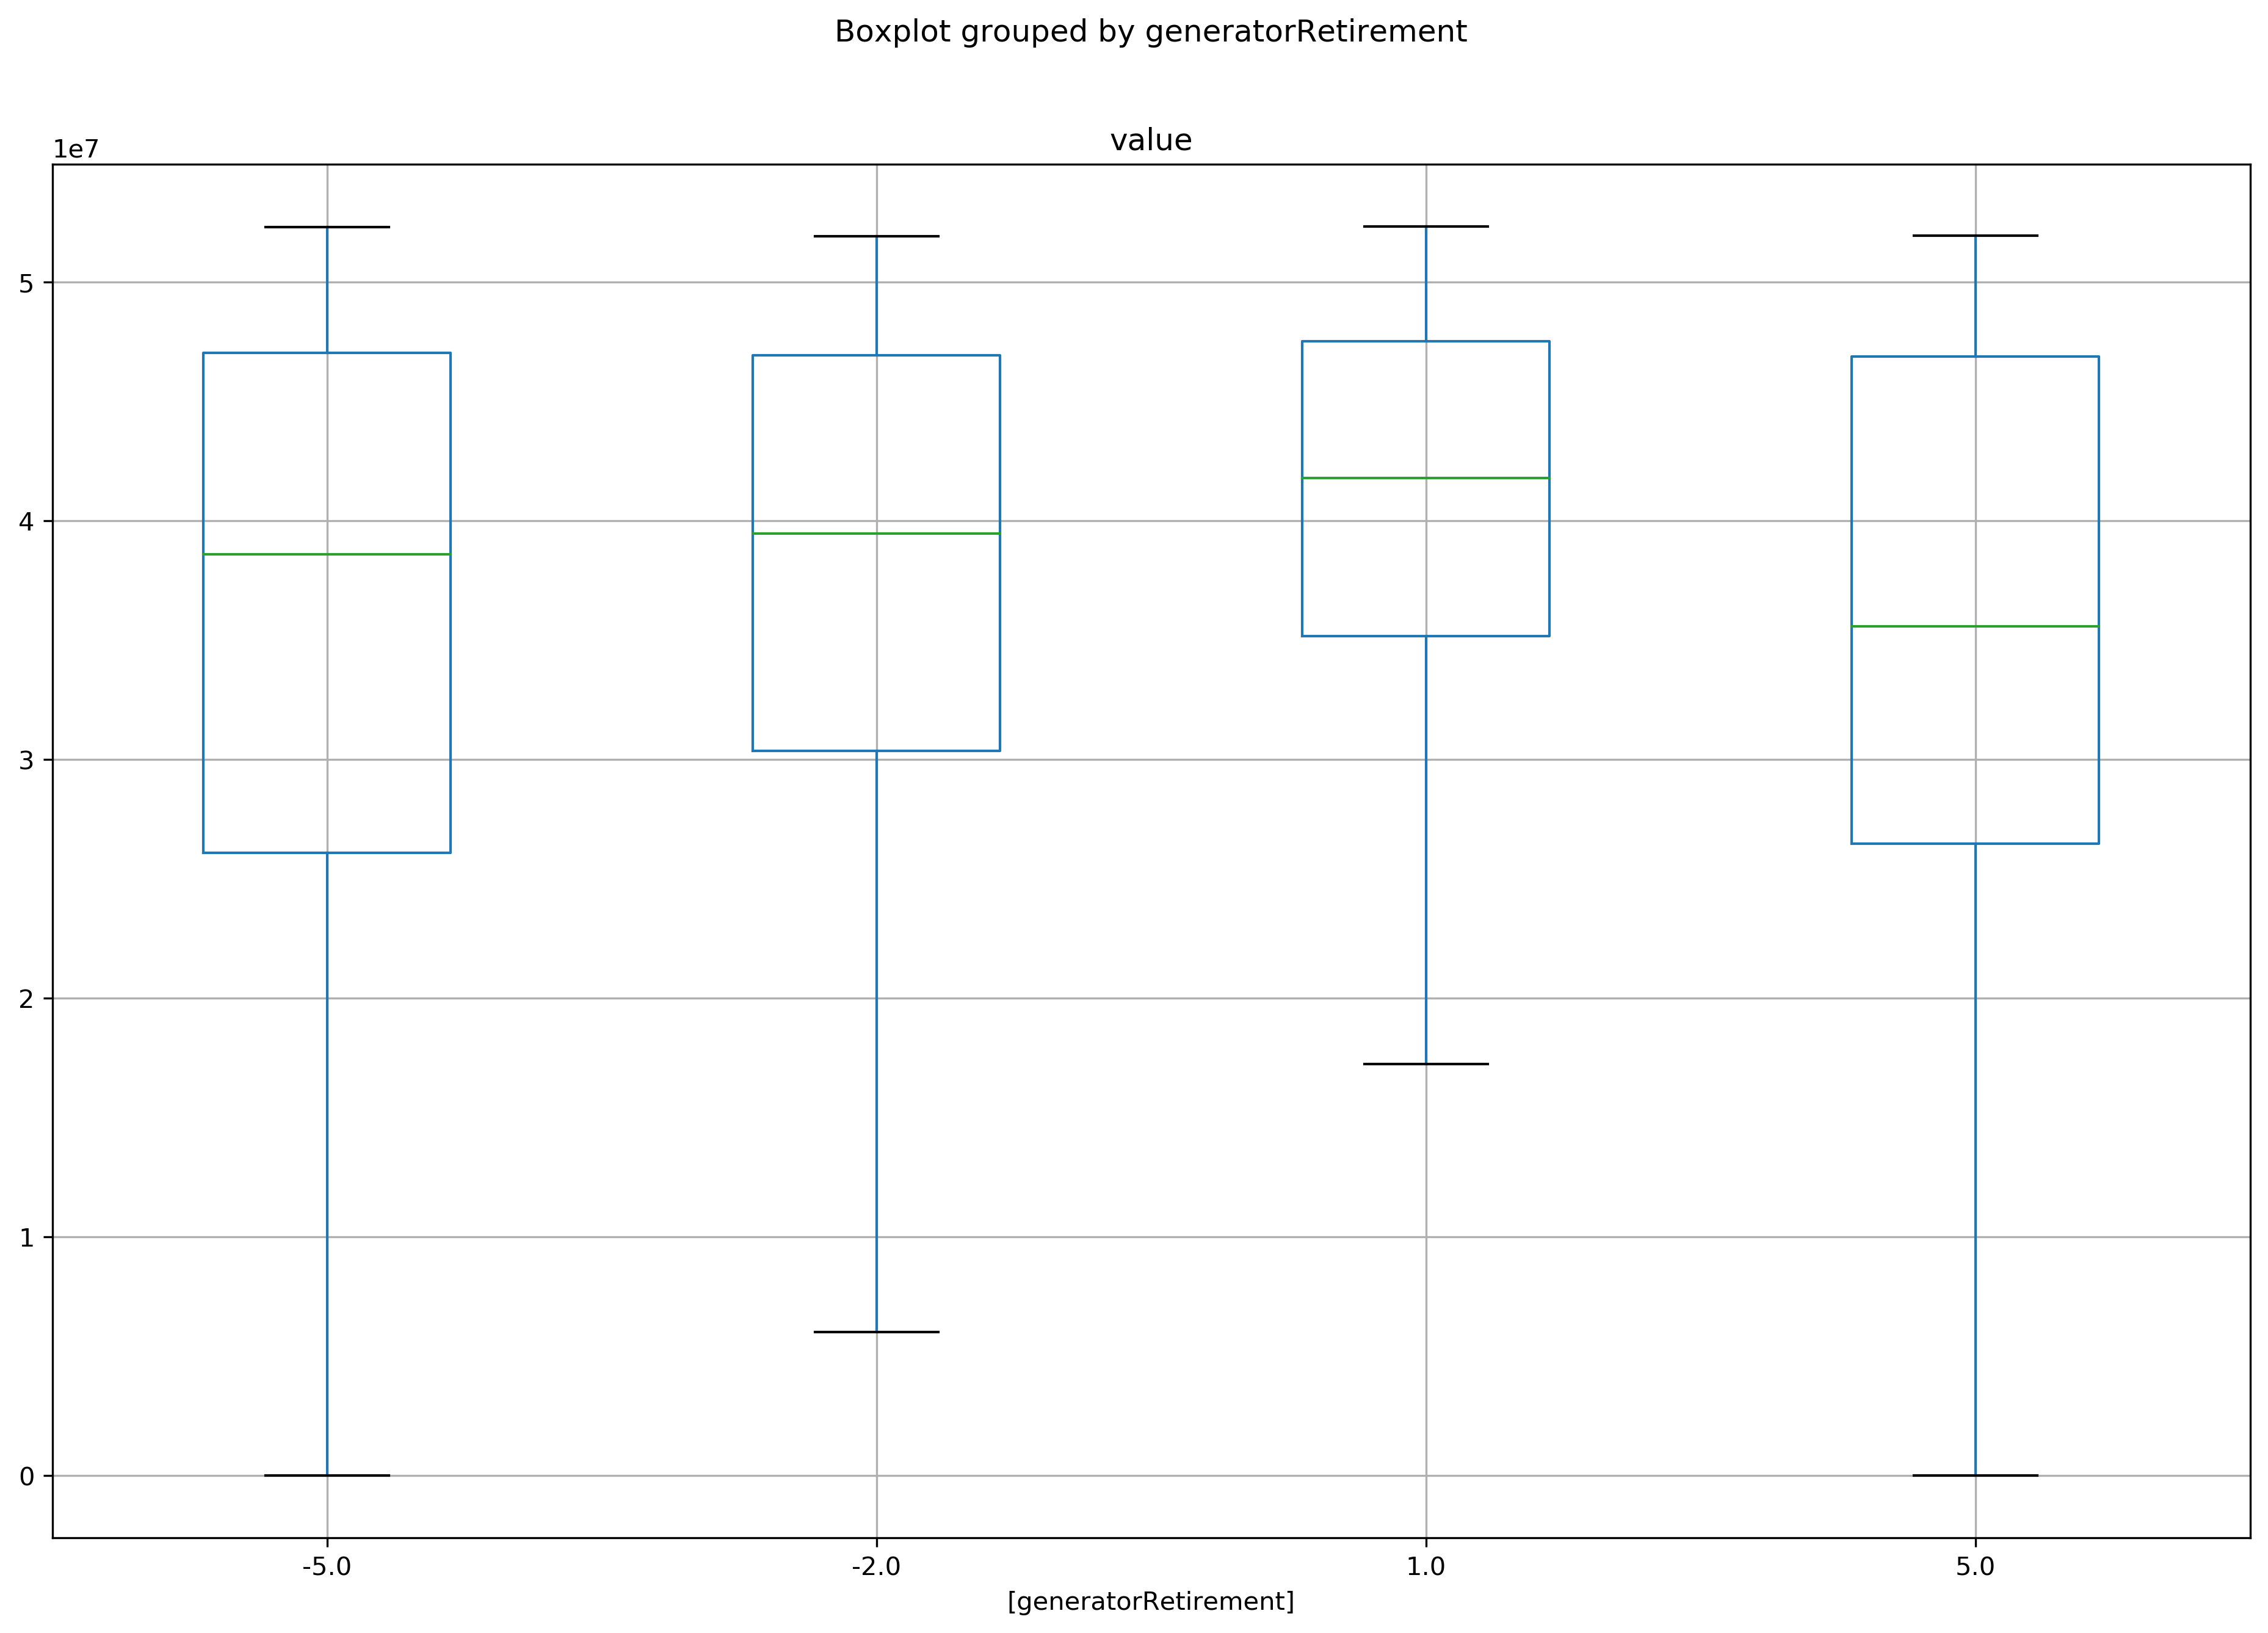 Boxplot grouped by generatorRetirement
value
1e7
5
4
3
2
1
0
-5.0 -2.0 1.0 5.0
[generatorRetirement]